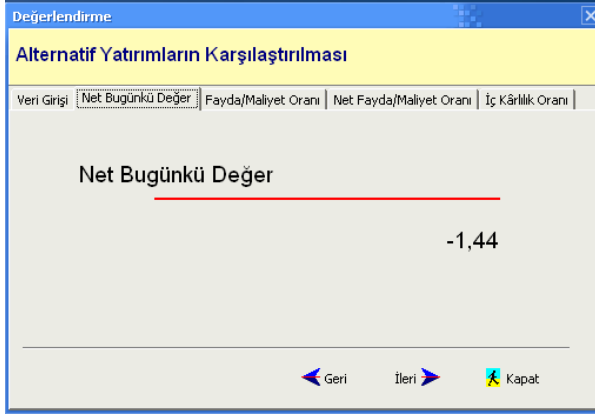 Değerlendirme
Alternatif Yatırımların Karşılaştırılması
Veri Girişi Net Bugünkü Değer Fayda/Maliyet Oranı Net Fayda/Maliyet Oranı İç Kârlılık Oranı
Net Bugünkü Değer
-1,44
Geri İleri Kapat